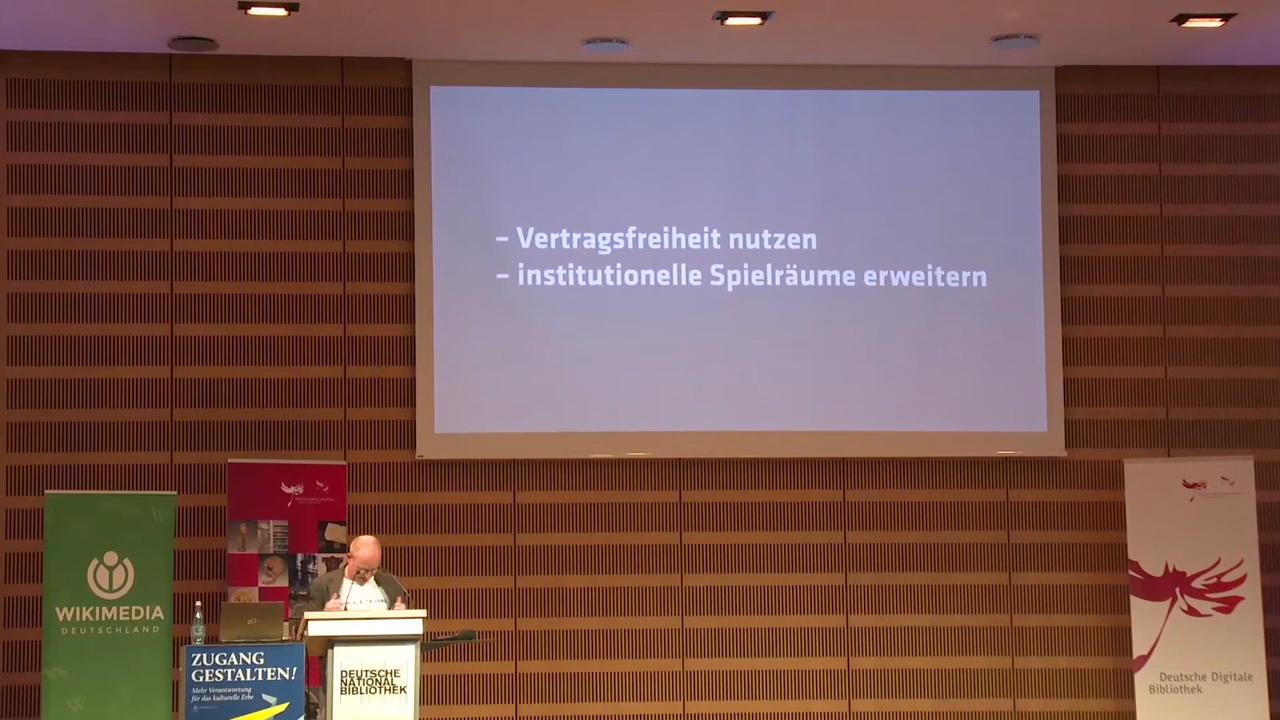 – Vertragsfreiheit nutzen
– institutionelle Spielräume erweitern
WIKIMEDIA
DEUTSCHLAND
ZUGANG
GESTALTEN!
Mehr Verantwortung
für das kulturelle Erbe
DEUTSCHE
NATIONAL
BIBLIOTHEK
Deutsche Digitale
Bibliothek